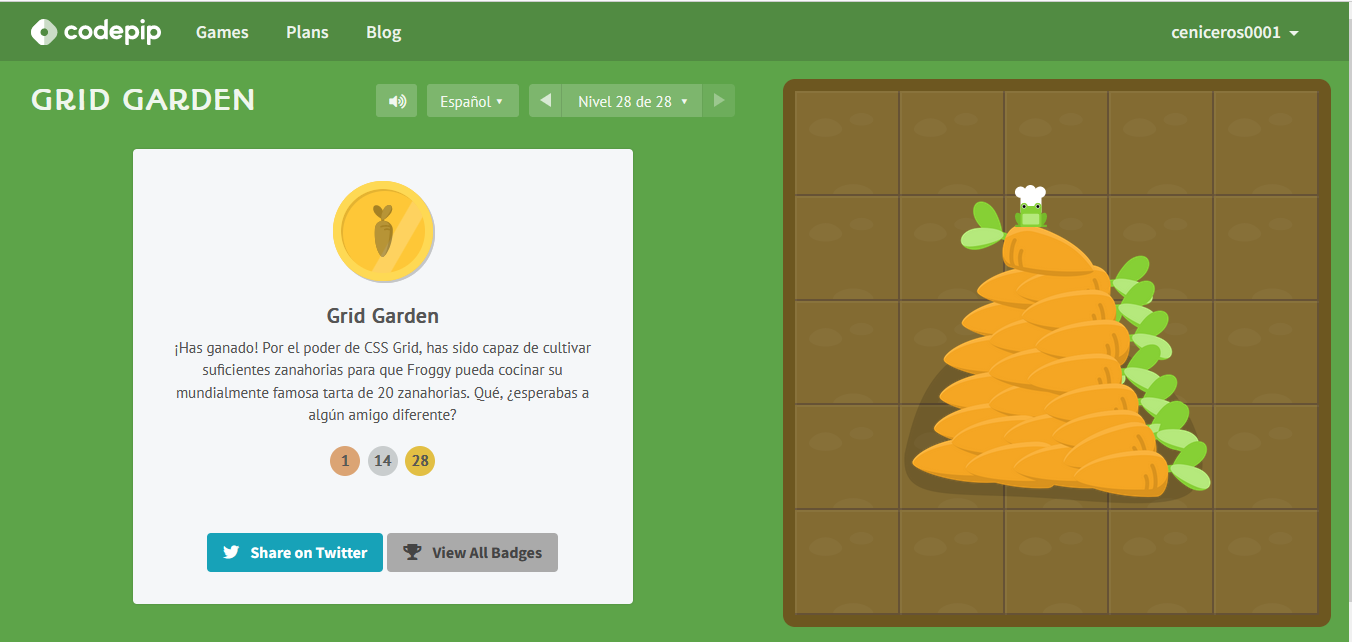 codepip
Games
Plans
Blog
ceniceros0001
GRID GARDEN
Español
Nivel 28 de 28
Grid Garden
¡Has ganado! Por el poder de CSS Grid, has sido capaz de cultivar
suficientes zanahorias para que Froggy pueda cocinar su
mundialmente famosa tarta de 20 zanahorias. Qué, ¿esperabas a
algún amigo diferente?
1
14
28
Share on Twitter
View All Badges